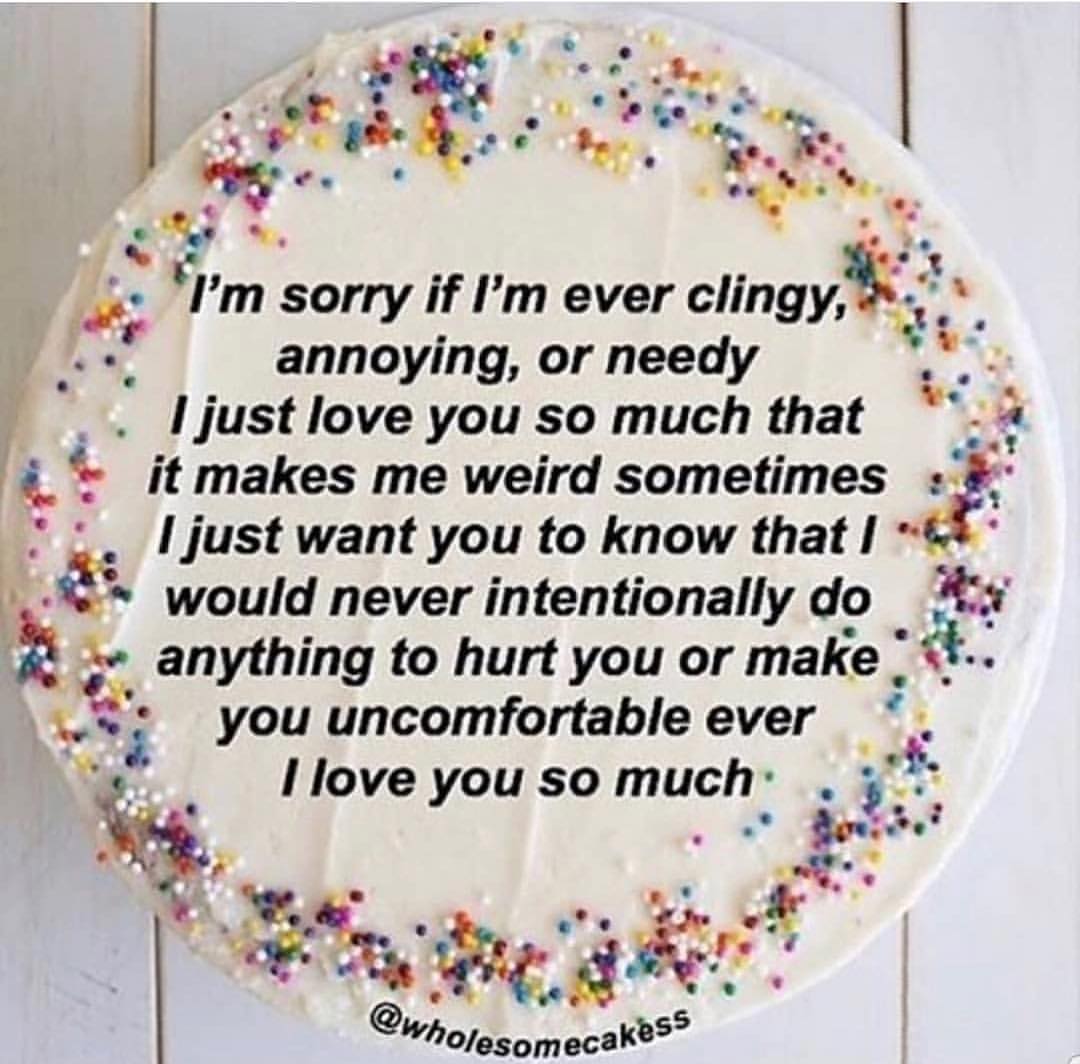 I'm sorry if I'm ever clingy,
annoying, or needy
I just love you so much that
it makes me weird sometimes
I just want you to know that I
would never intentionally do
anything to hurt you or make
you uncomfortable ever
I love you so much
@wholesomecakess